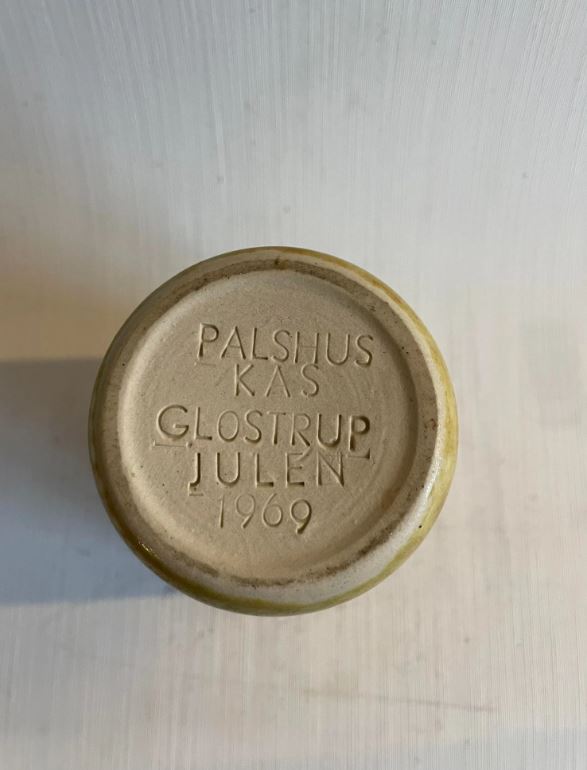 PALSHUS
KAS
GLOSTRUP
JULEN
1969